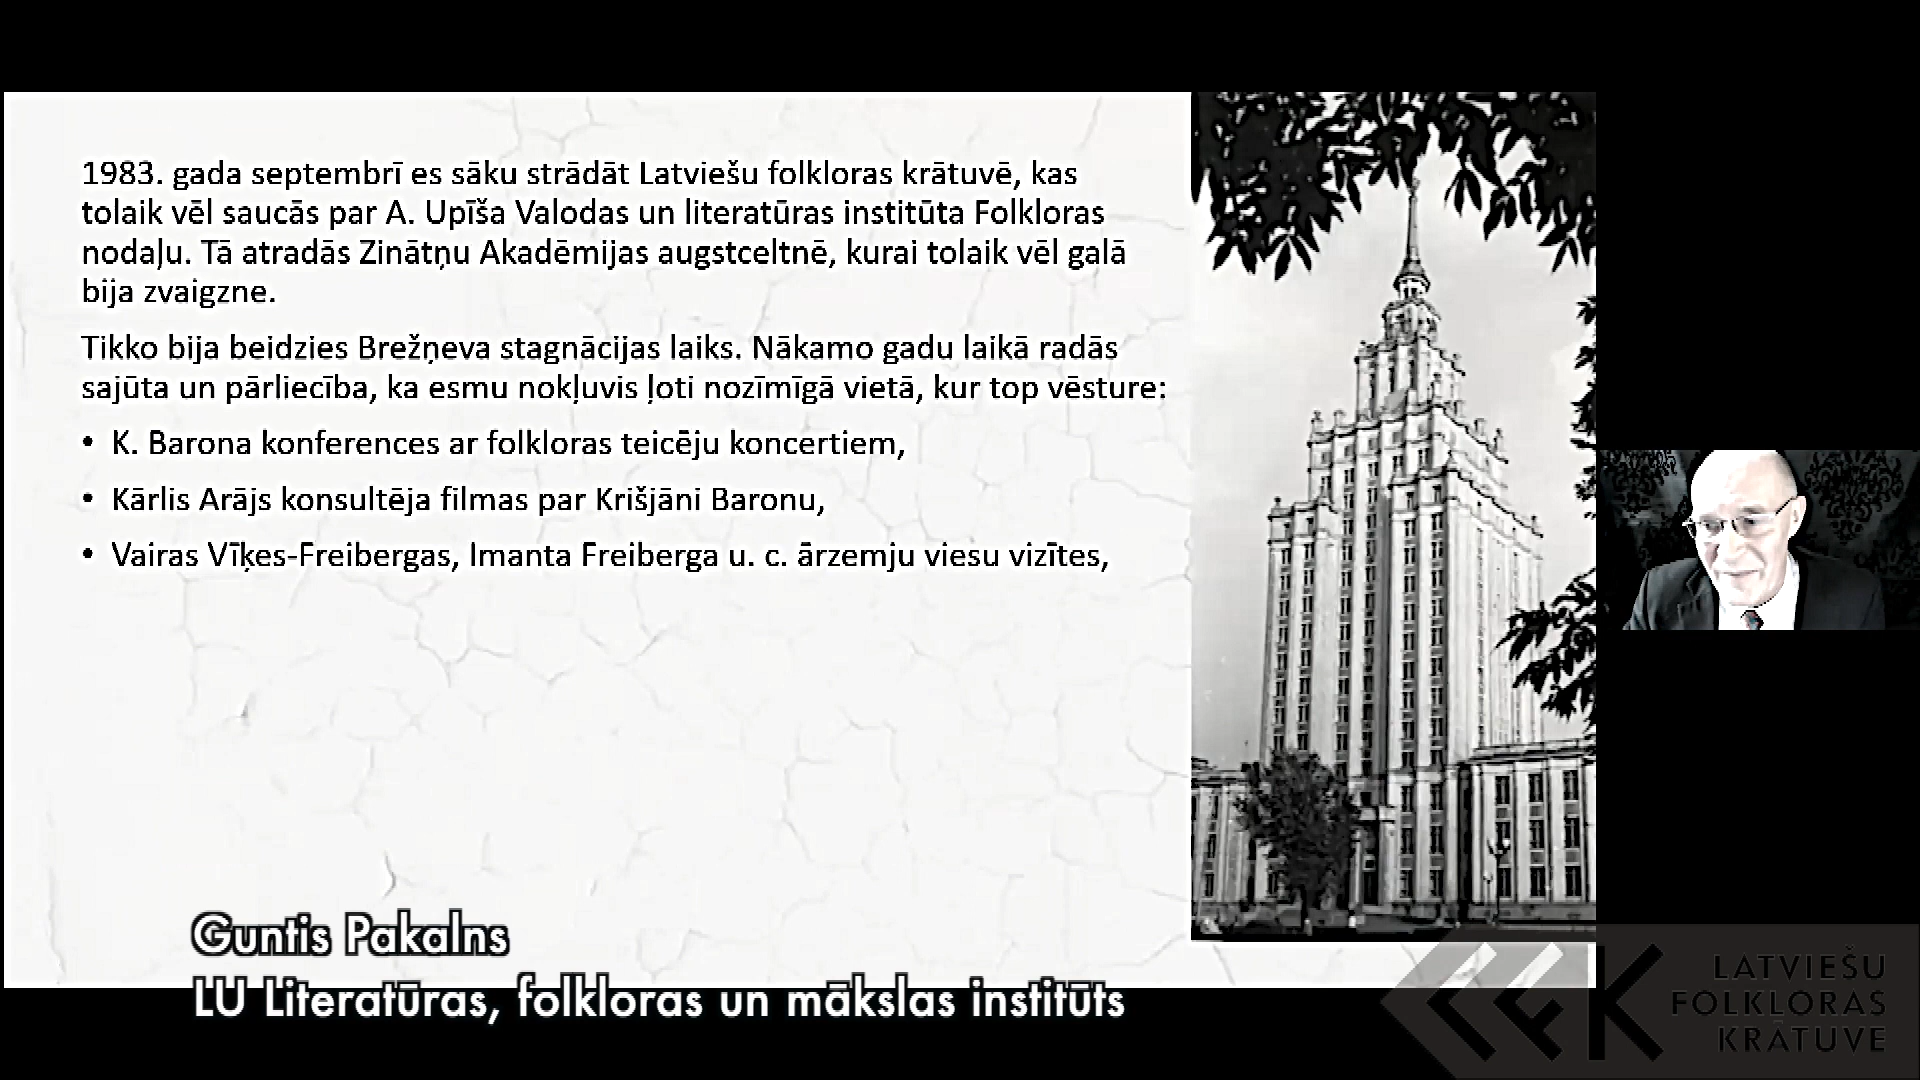 1983. gada septembrī es sāku strādāt Latviešu folkloras krātuvē, kas
tolaik vēl saucās par A. Upīša Valodas un literatūras institūta Folkloras
nodaļu. Tā atradās Zinātņu Akadēmijas augstceltnē, kurai tolaik vēl galā
bija zvaigzne.
Tikko bija beidzies Brežņeva stagnācijas laiks. Nākamo gadu laikā radās
sajūta un pārliecība, ka esmu nokļuvis ļoti nozīmīgā vietā, kur top vēsture:
• K. Barona konferences ar folkloras teicēju koncertiem,
• Kārlis Arājs konsultēja filmas par Krišjāni Baronu,
• Vairas Vīķes-Freibergas, Imanta Freiberga u. c. ārzemju viesu vizītes,
Guntis Pakalns
LU Literatūras, folkloras un mākslas institūts
LFK
LATVIEŠU
FOLKLORAS
KRĀTUVE